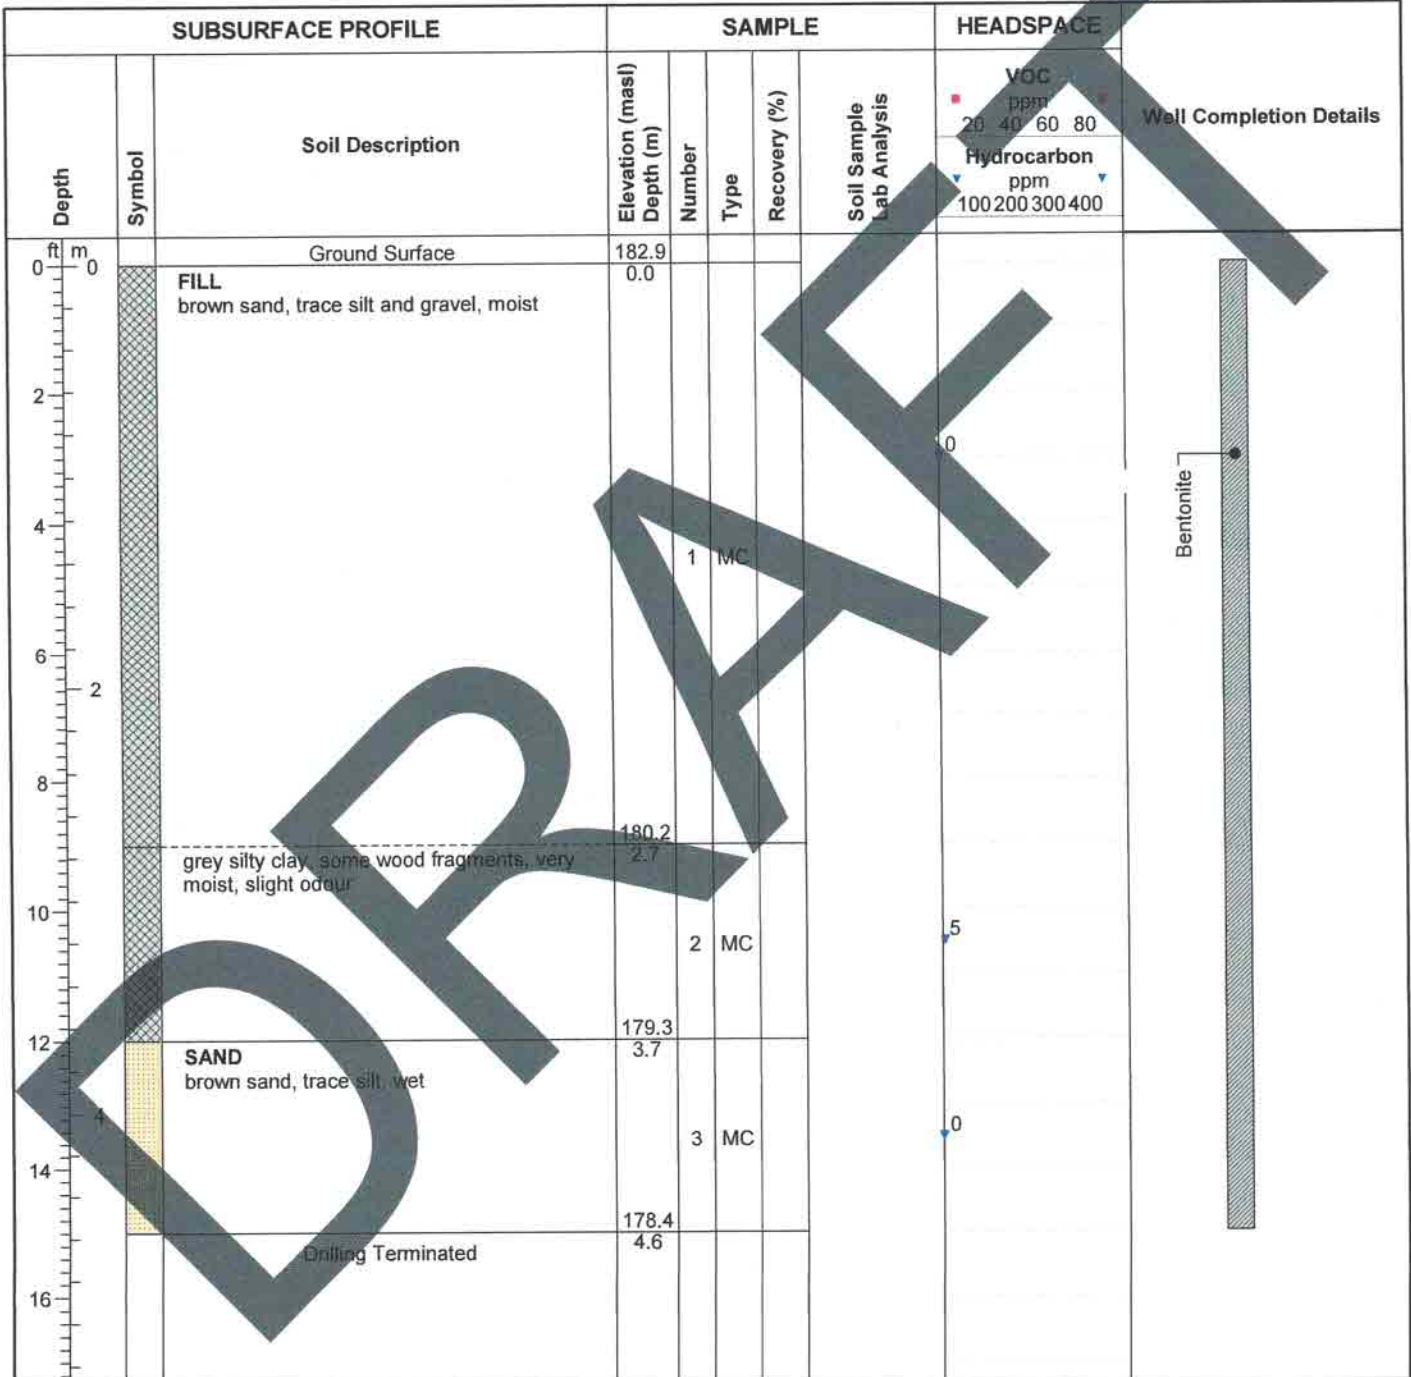 SUBSURFACE PROFILE
SAMPLE
HEADSPACE
Depth
Symbol
Soil Description
Elevation (masl)
Depth (m)
Number
Type
Recovery (%)
Soil Sample
Lab Analysis
VOC
ppm
20 40 60 80
Hydrocarbon
ppm
100 200 300 400
Well Completion Details
ft m
Ground Surface
182.9
0 0
0.0
FILL
brown sand, trace silt and gravel, moist
2
0
Bentonite
4
1 MC
6
2
8
180.2
2.7
grey silty clay, some wood fragments, very
moist, slight odour
10
2 MC
5
179.3
12
3.7
SAND
brown sand, trace silt, wet
4
3 MC
0
14
178.4
4.6
Drilling Terminated
16
DRAFT